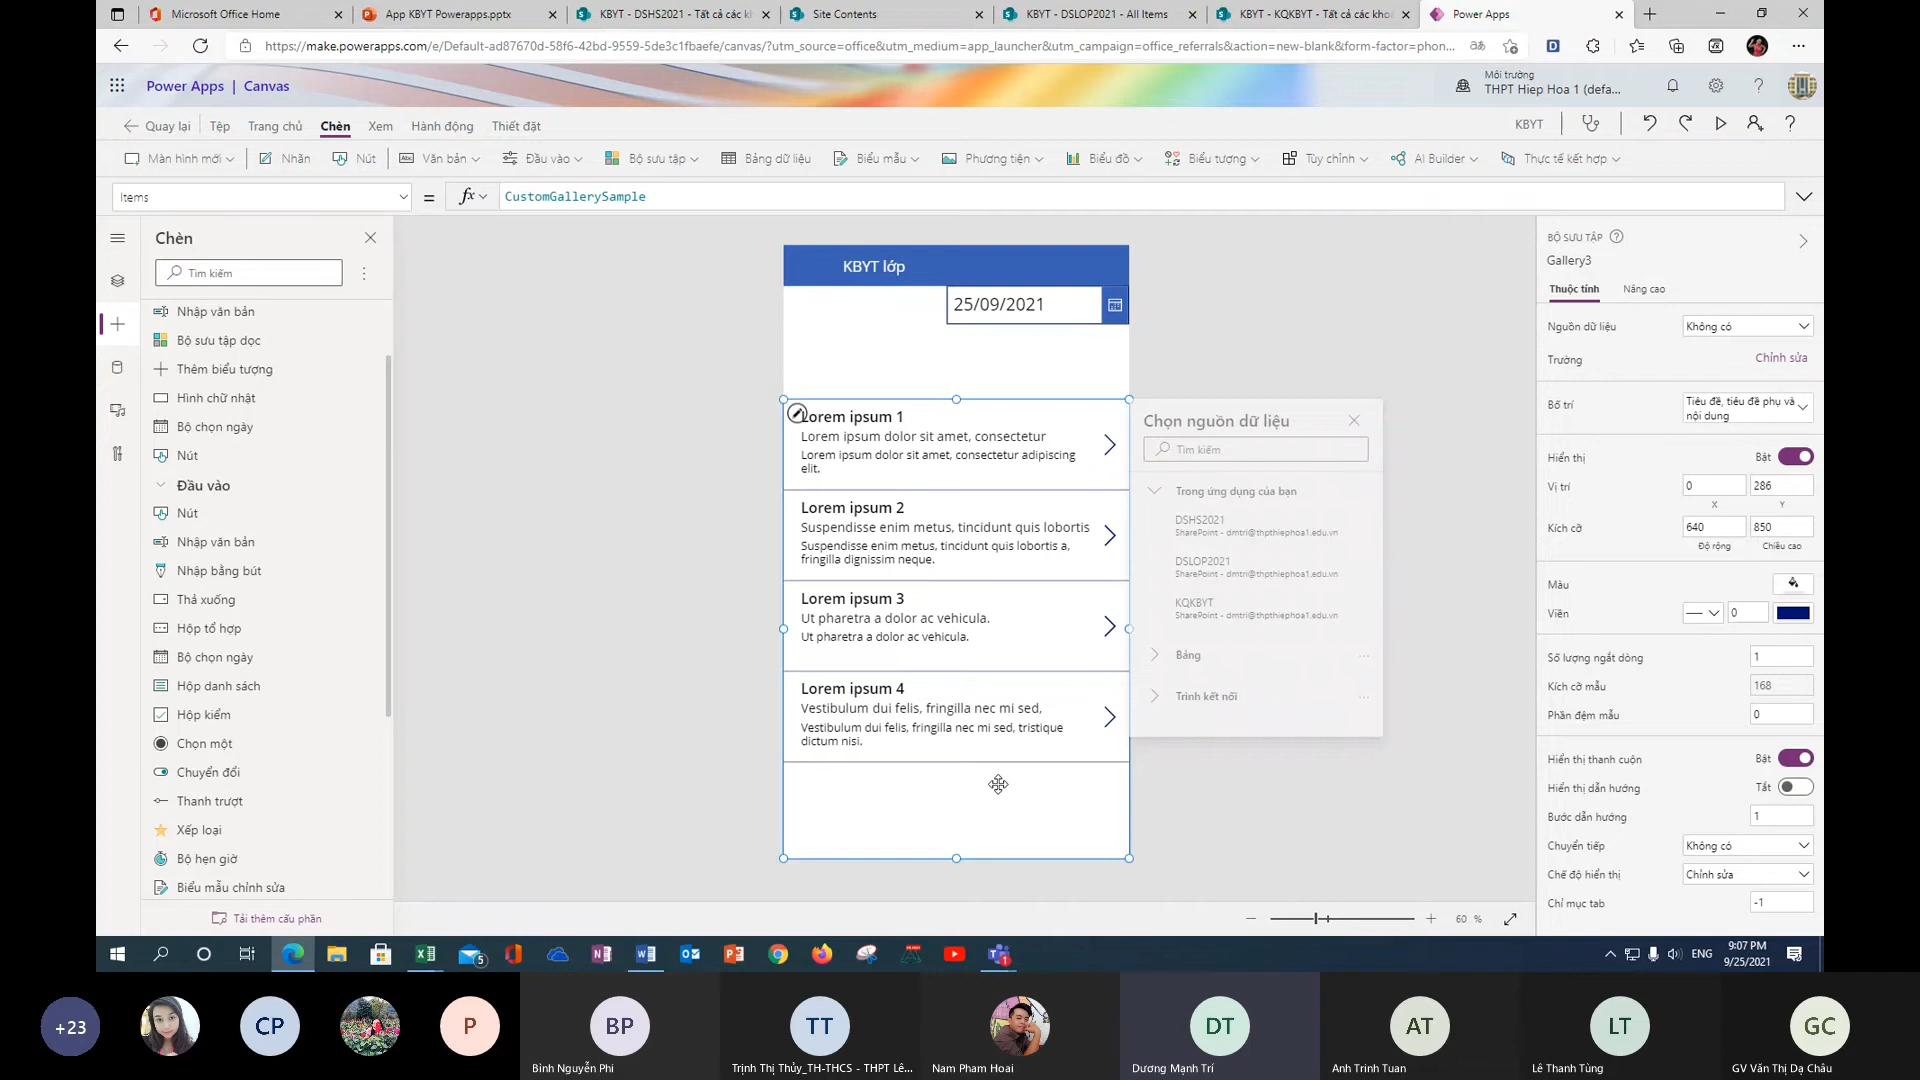 Microsoft Office Home
App KBYT Powerapps.pptx
KBYT - DSHS2021 - Tất cả các kh
Site Contents
KBYT - DSLOP2021 - All Items
KBYT - KQKBYT - Tất cả các kho
Power Apps
https://make.powerapps.com/e/Default-ad87670d-58f6-42bd-9559-5de3c1fbaefe/canvas/?utm_source=office&utm_medium=app_launcher&utm_campaign=office_referrals&action=new-blank&form-factor=phon...
Power Apps | Canvas
Môi trường
THPT Hiep Hoa 1 (defa...
Quay lại
Tệp
Trang chủ
Chèn
Xem
Hành động
Thiết đặt
KBYT
Màn hình mới
Nhãn
Nút
Văn bản
Đầu vào
Bộ sưu tập
Bảng dữ liệu
Biểu mẫu
Phương tiện
Biểu đồ
Biểu tượng
Tùy chỉnh
AI Builder
Thực tế kết hợp
Items
=
fx
CustomGallerySample
Chèn
Tìm kiếm
Nhập văn bản
Bộ sưu tập dọc
Thêm biểu tượng
Hình chữ nhật
Bộ chọn ngày
Nút
Đầu vào
Nút
Nhập văn bản
Nhập bằng bút
Thả xuống
Hộp tổ hợp
Bộ chọn ngày
Hộp danh sách
Hộp kiểm
Chọn một
Chuyển đổi
Thanh trượt
Xếp loại
Bộ hẹn giờ
Biểu mẫu chỉnh sửa
Tải thêm cấu phần
KBYT lớp
25/09/2021
Lorem ipsum 1
Lorem ipsum dolor sit amet, consectetur
Lorem ipsum dolor sit amet, consectetur adipiscing
elit.
Lorem ipsum 2
Suspendisse enim metus, tincidunt quis lobortis
Suspendisse enim metus, tincidunt quis lobortis a,
fringilla dignissim neque.
Lorem ipsum 3
Ut pharetra a dolor ac vehicula.
Ut pharetra a dolor ac vehicula.
Lorem ipsum 4
Vestibulum dui felis, fringilla nec mi sed,
Vestibulum dui felis, fringilla nec mi sed, tristique
dictum nisi.
Chọn nguồn dữ liệu
Tìm kiếm
Trong ứng dụng của bạn
DSHS2021
SharePoint - dmtri@thpthiephoa1.edu.vn
DSLOP2021
SharePoint - dmtri@thpthiephoa1.edu.vn
KQKBYT
SharePoint - dmtri@thpthiephoa1.edu.vn
Bảng
Trình kết nối
BỘ SƯU TẬP
Gallery3
Thuộc tính
Nâng cao
Nguồn dữ liệu
Không có
Trường
Chỉnh sửa
Bố trí
Tiêu đề, tiêu đề phụ và
nội dung
Hiển thị
Bật
Vị trí
0
286
X
Y
Kích cỡ
640
850
Độ rộng
Chiều cao
Màu
Viền
0
Số lượng ngắt dòng
1
Kích cỡ mẫu
168
Phần đệm mẫu
0
Hiển thị thanh cuộn
Bật
Hiển thị dẫn hướng
Tắt
Bước dẫn hướng
1
Chuyển tiếp
Không có
Chế độ hiển thị
Chỉnh sửa
Chỉ mục tab
-1
60 %
5
1
ENG
9:07 PM
9/25/2021
+23
CP
P
BP
Bình Nguyễn Phi
TT
Trịnh Thị Thủy_TH-THCS - THPT Lê...
Nam Pham Hoai
DT
Dương Mạnh Trí
AT
Anh Trinh Tuan
LT
Lê Thanh Tùng
GC
GV Văn Thị Dạ Châu